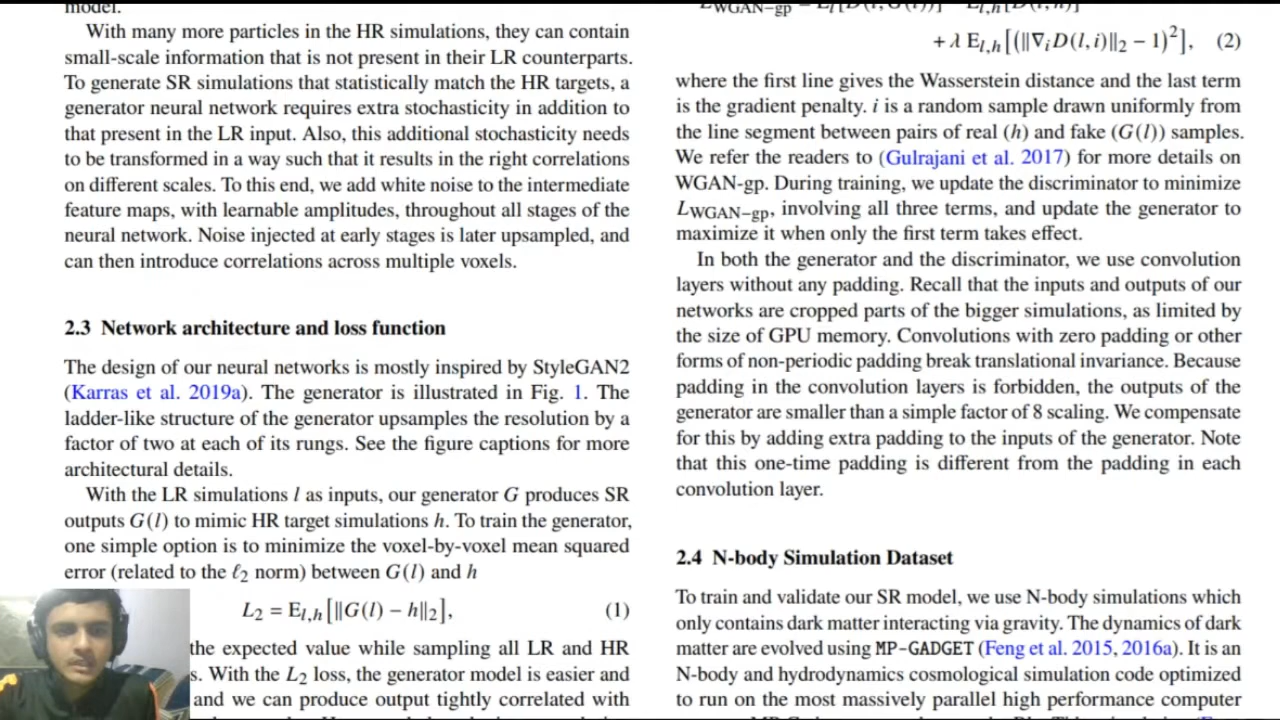 model.
With many more particles in the HR simulations, they can contain
small-scale information that is not present in their LR counterparts.
To generate SR simulations that statistically match the HR targets, a
generator neural network requires extra stochasticity in addition to
that present in the LR input. Also, this additional stochasticity needs
to be transformed in a way such that it results in the right correlations
on different scales. To this end, we add white noise to the intermediate
feature maps, with learnable amplitudes, throughout all stages of the
neural network. Noise injected at early stages is later upsampled, and
can then introduce correlations across multiple voxels.
2.3 Network architecture and loss function
The design of our neural networks is mostly inspired by StyleGAN2
(Karras et al. 2019a). The generator is illustrated in Fig. 1. The
ladder-like structure of the generator upsamples the resolution by a
factor of two at each of its rungs. See the figure captions for more
architectural details.
With the LR simulations l as inputs, our generator G produces SR
outputs G(l) to mimic HR target simulations h. To train the generator,
one simple option is to minimize the voxel-by-voxel mean squared
error (related to the ℓ₂ norm) between G(l) and h
L₂ = E_{l,h}[‖G(l) − h‖₂], (1)
the expected value while sampling all LR and HR
s. With the L₂ loss, the generator model is easier and
and we can produce output tightly correlated with
+ λ E_{l,h}[(‖∇ᵢD(l, i)‖₂ − 1)²], (2)
where the first line gives the Wasserstein distance and the last term
is the gradient penalty. i is a random sample drawn uniformly from
the line segment between pairs of real (h) and fake (G(l)) samples.
We refer the readers to (Gulrajani et al. 2017) for more details on
WGAN-gp. During training, we update the discriminator to minimize
L_{WGAN−gp}, involving all three terms, and update the generator to
maximize it when only the first term takes effect.
In both the generator and the discriminator, we use convolution
layers without any padding. Recall that the inputs and outputs of our
networks are cropped parts of the bigger simulations, as limited by
the size of GPU memory. Convolutions with zero padding or other
forms of non-periodic padding break translational invariance. Because
padding in the convolution layers is forbidden, the outputs of the
generator are smaller than a simple factor of 8 scaling. We compensate
for this by adding extra padding to the inputs of the generator. Note
that this one-time padding is different from the padding in each
convolution layer.
2.4 N-body Simulation Dataset
To train and validate our SR model, we use N-body simulations which
only contains dark matter interacting via gravity. The dynamics of dark
matter are evolved using MP-GADGET (Feng et al. 2015, 2016a). It is an
N-body and hydrodynamics cosmological simulation code optimized
to run on the most massively parallel high performance computer